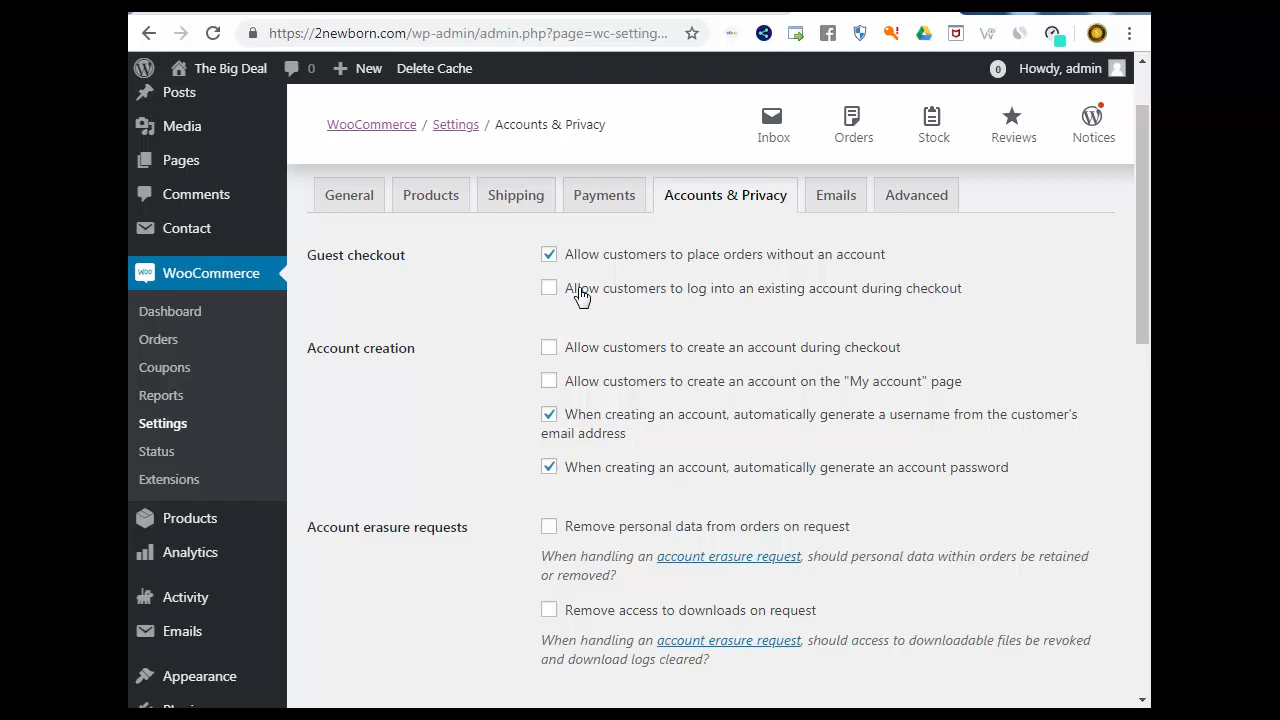 https://2newborn.com/wp-admin/admin.php?page=wc-setting...
The Big Deal 0 New Delete Cache 0 Howdy, admin
Posts
Media
Pages
Comments
Contact
WooCommerce
Dashboard
Orders
Coupons
Reports
Settings
Status
Extensions
Products
Analytics
Activity
Emails
Appearance
WooCommerce / Settings / Accounts & Privacy
Inbox Orders Stock Reviews Notices
General Products Shipping Payments Accounts & Privacy Emails Advanced
Guest checkout
Allow customers to place orders without an account
Allow customers to log into an existing account during checkout
Account creation
Allow customers to create an account during checkout
Allow customers to create an account on the "My account" page
When creating an account, automatically generate a username from the customer's
email address
When creating an account, automatically generate an account password
Account erasure requests
Remove personal data from orders on request
When handling an account erasure request, should personal data within orders be retained
or removed?
Remove access to downloads on request
When handling an account erasure request, should access to downloadable files be revoked
and download logs cleared?